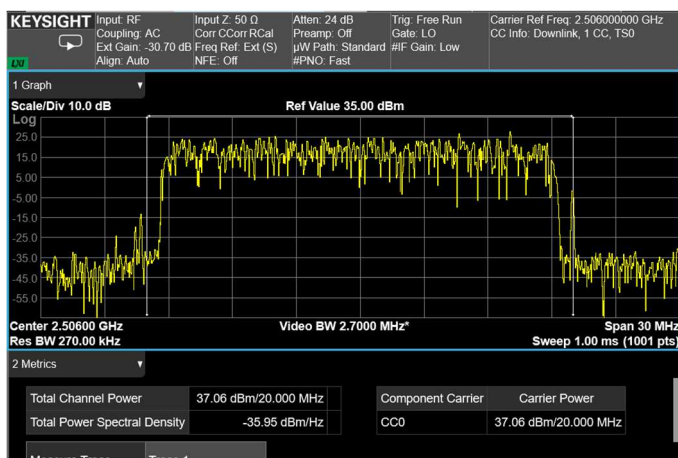 KEYSIGHT Input: RF Input Z: 50 Ω Atten: 24 dB Trig: Free Run Carrier Ref Freq: 2.506000000 GHz
Coupling: AC Corr CCorr RCal Preamp: Off Gate: LO CC Info: Downlink, 1 CC, TS0
Ext Gain: -30.70 dB Freq Ref: Ext (S) µW Path: Standard #IF Gain: Low
LXI Align: Auto NFE: Off #PNO: Fast
1 Graph
Scale/Div 10.0 dB Ref Value 35.00 dBm
Log
25.0
15.0
5.00
-5.00
-15.0
-25.0
-35.0
-45.0
-55.0
Center 2.50600 GHz Video BW 2.7000 MHz* Span 30 MHz
Res BW 270.00 kHz Sweep 1.00 ms (1001 pts)
2 Metrics
Total Channel Power 37.06 dBm/20.000 MHz Component Carrier Carrier Power
Total Power Spectral Density -35.95 dBm/Hz CC0 37.06 dBm/20.000 MHz
Measure Trace Trace 1